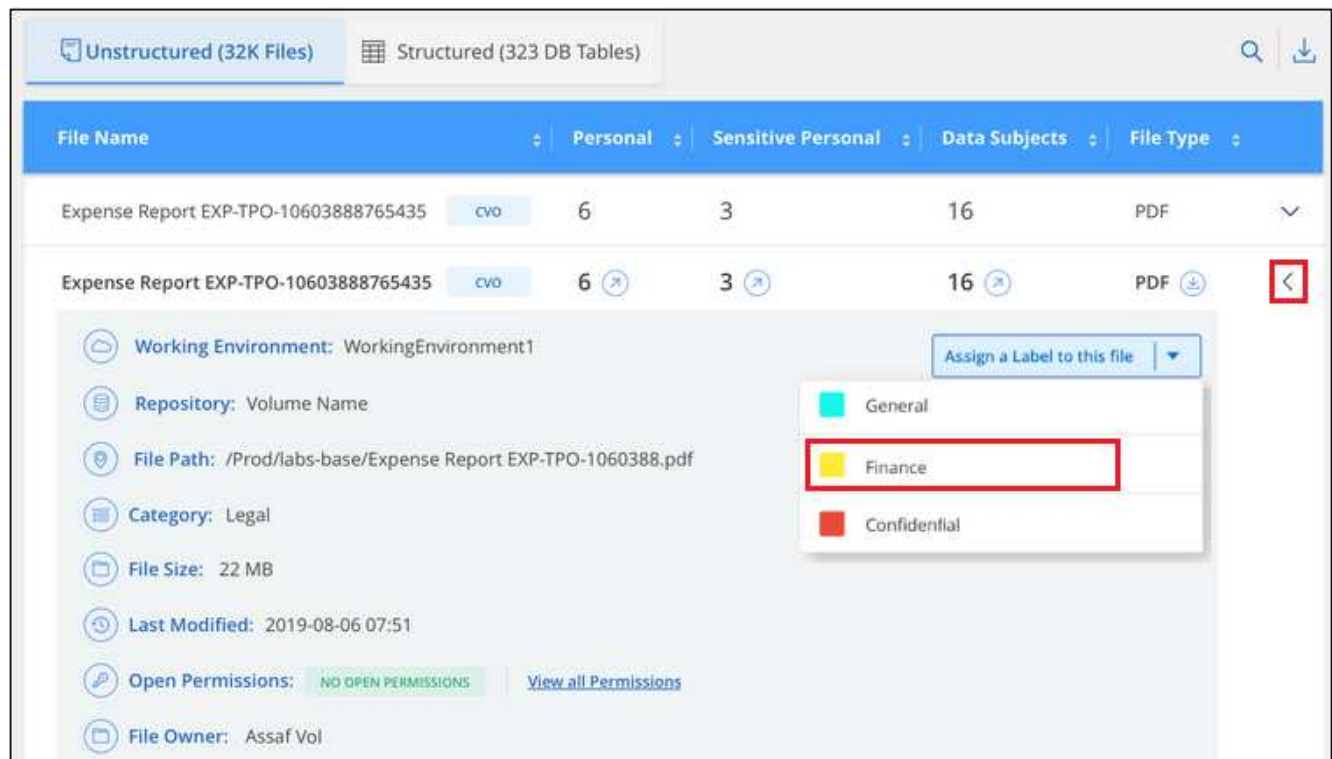 Unstructured (32K Files) Structured (323 DB Tables)
File Name Personal Sensitive Personal Data Subjects File Type
Expense Report EXP-TPO-10603888765435 CVO 6 3 16 PDF
Expense Report EXP-TPO-10603888765435 CVO 6 3 16 PDF
Working Environment: WorkingEnvironment1
Assign a Label to this file
Repository: Volume Name
General
File Path: /Prod/labs-base/Expense Report EXP-TPO-1060388.pdf
Finance
Category: Legal
Confidential
File Size: 22 MB
Last Modified: 2019-08-06 07:51
Open Permissions: NO OPEN PERMISSIONS View all Permissions
File Owner: Assaf Vol